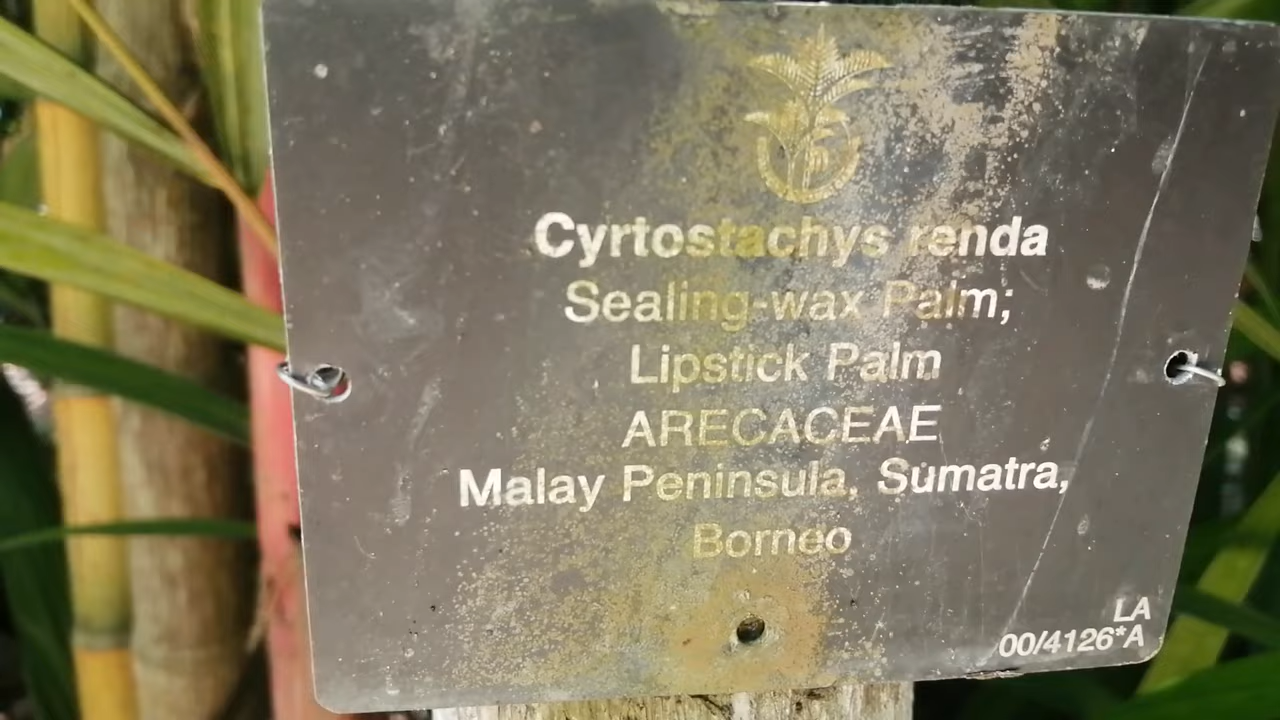 Cyrtostachys renda
Sealing-wax Palm;
Lipstick Palm
ARECACEAE
Malay Peninsula, Sumatra,
Borneo
LA
00/4126*A